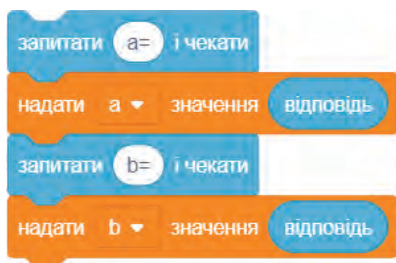 запитати a= і чекати
надати a значення відповідь
запитати b= і чекати
надати b значення відповідь